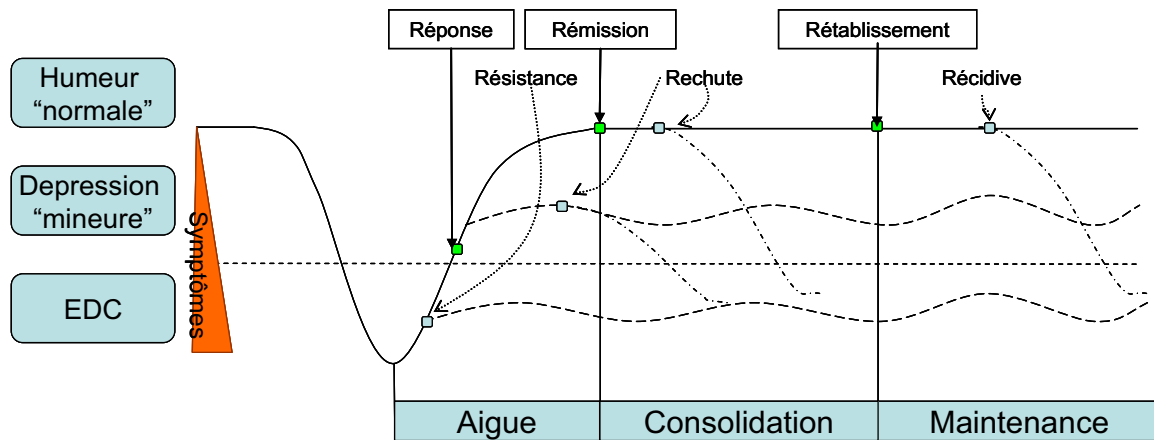 Réponse
Rémission
Rétablissement
Humeur
“normale”
Résistance
Rechute
Récidive
Depression
“mineure”
Symptômes
EDC
Aigue
Consolidation
Maintenance